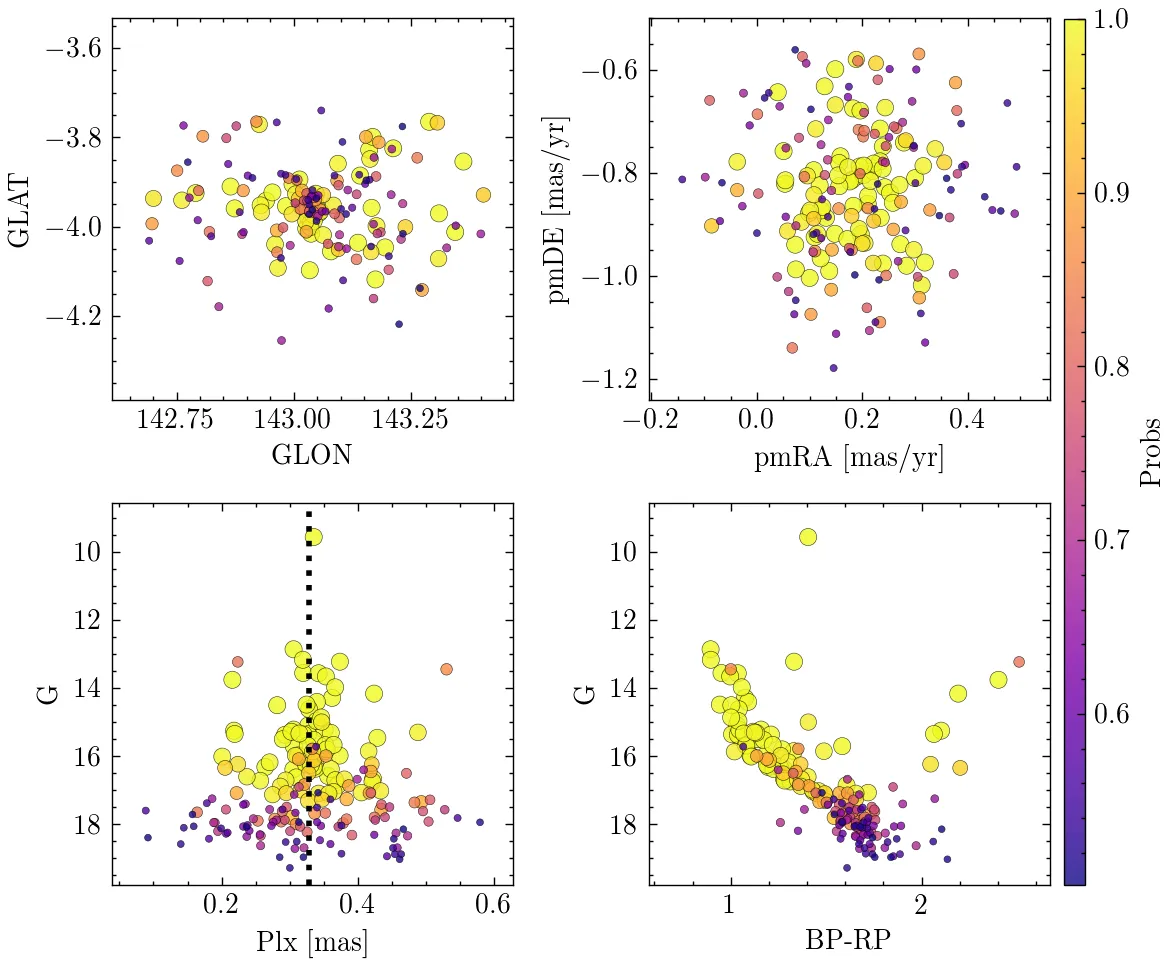 −3.6
−3.8
−4.0
−4.2
GLAT
142.75 143.00 143.25
GLON
−0.6
−0.8
−1.0
−1.2
pmDE [mas/yr]
−0.2 0.0 0.2 0.4
pmRA [mas/yr]
10
12
14
16
18
G
0.2 0.4 0.6
Plx [mas]
10
12
14
16
18
G
1 2
BP-RP
1.0
0.9
0.8
0.7
0.6
Probs